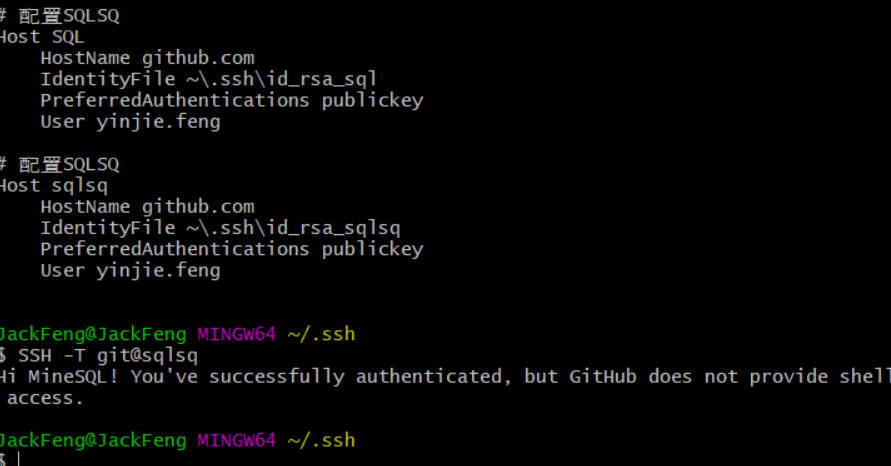 # 配置SQLSQ
Host SQL
HostName github.com
IdentityFile ~\.ssh\id_rsa_sql
PreferredAuthentications publickey
User yinjie.feng
# 配置SQLSQ
Host sqlsq
HostName github.com
IdentityFile ~\.ssh\id_rsa_sqlsq
PreferredAuthentications publickey
User yinjie.feng
JackFeng@JackFeng MINGW64 ~/.ssh
$ SSH -T git@sqlsq
Hi MineSQL! You've successfully authenticated, but GitHub does not provide shell
access.
JackFeng@JackFeng MINGW64 ~/.ssh
$